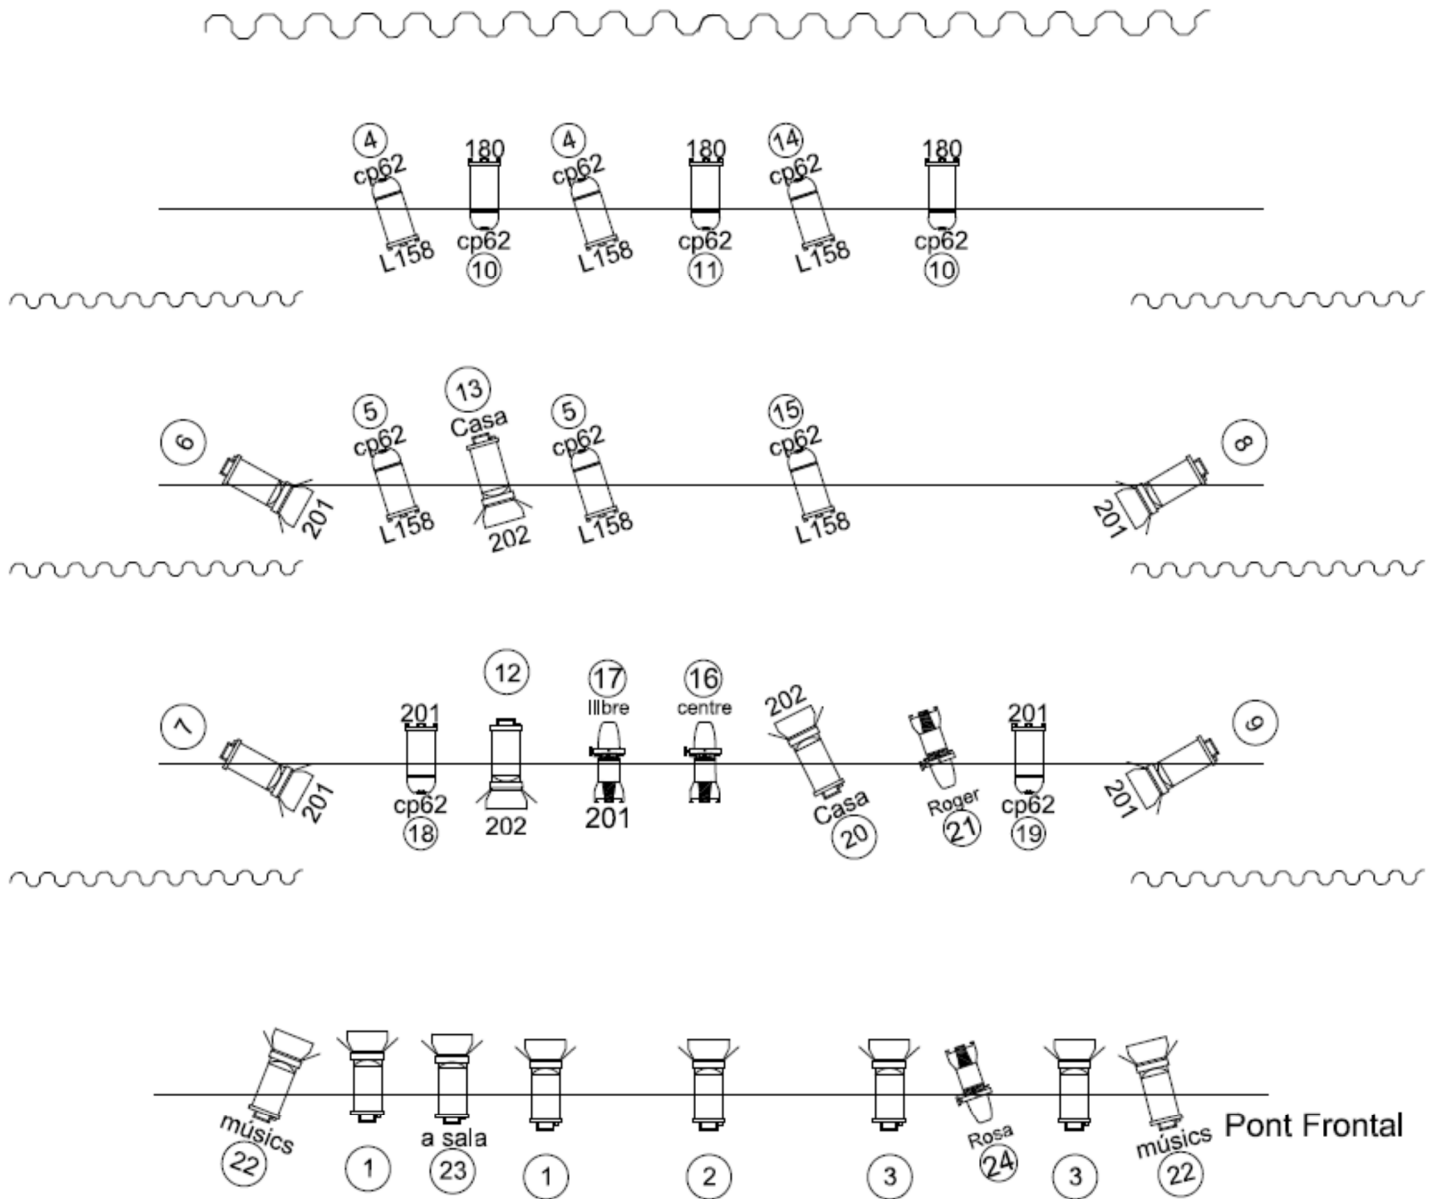 4 4 14
cp62 180 cp62 180 cp62 180
L158 cp62 L158 cp62 L158 cp62
10 11 10
13
Casa
6 5 5 15 8
cp62 cp62 cp62
201 L158 202 L158 L158 201
12 17 16
IIIbre centre 202
7 201 201 9
201 cp62 202 201 Casa Roger cp62 201
18 20 21 19
músics a sala Rosa músics Pont Frontal
22 1 23 1 2 3 24 3 22